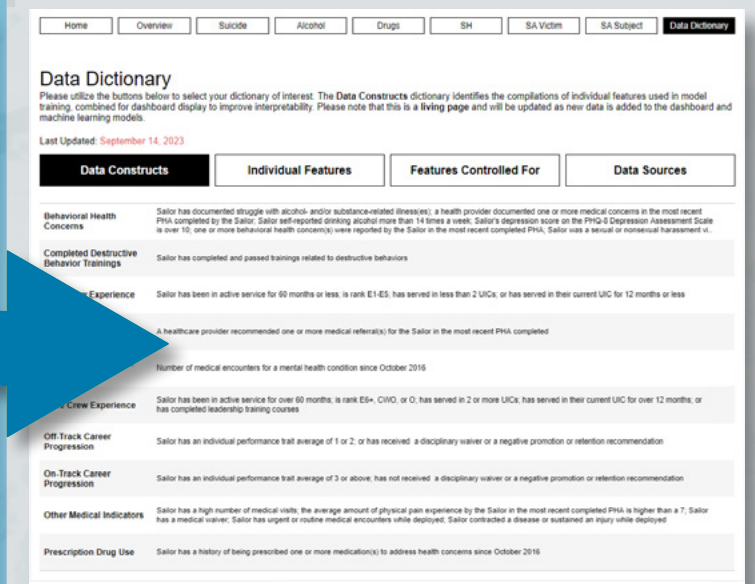 Home Overview Suicide Alcohol Drugs SH SA Victim SA Subject Data Dictionary
Data Dictionary
Please utilize the buttons below to select your dictionary of interest. The Data Constructs dictionary identifies the compilations of individual features used in model
training, combined for dashboard display to improve interpretability. Please note that this is a living page and will be updated as new data is added to the dashboard and
machine learning models.
Last Updated: September 14, 2023
Data Constructs Individual Features Features Controlled For Data Sources
Behavioral Health
Concerns
Sailor has documented struggle with alcohol- and/or substance-related illness(es); a health provider documented one or more medical concerns in the most recent
PHA completed by the Sailor; Sailor self-reported drinking alcohol more than 14 times a week; Sailor's depression score on the PHQ-8 Depression Assessment Scale
is over 10; one or more behavioral health concern(s) were reported by the Sailor in the most recent completed PHA; Sailor was a sexual or nonsexual harassment vi..
Completed Destructive
Behavior Trainings
Sailor has completed and passed trainings related to destructive behaviors
Experience
Sailor has been in active service for 60 months or less; is rank E1-E5; has served in less than 2 UICs; or has served in their current UIC for 12 months or less
A healthcare provider recommended one or more medical referral(s) for the Sailor in the most recent PHA completed
Number of medical encounters for a mental health condition since October 2016
Crew Experience
Sailor has been in active service for over 60 months; is rank E6+, CWO, or O; has served in 2 or more UICs; has served in their current UIC for over 12 months; or
has completed leadership training courses
Off-Track Career
Progression
Sailor has an individual performance trait average of 1 or 2; or has received a disciplinary waiver or a negative promotion or retention recommendation
On-Track Career
Progression
Sailor has an individual performance trait average of 3 or above; has not received a disciplinary waiver or a negative promotion or retention recommendation
Other Medical Indicators
Sailor has a high number of medical visits; the average amount of physical pain experience by the Sailor in the most recent completed PHA is higher than a 7; Sailor
has a medical waiver; Sailor has urgent or routine medical encounters while deployed; Sailor contracted a disease or sustained an injury while deployed
Prescription Drug Use
Sailor has a history of being prescribed one or more medication(s) to address health concerns since October 2016